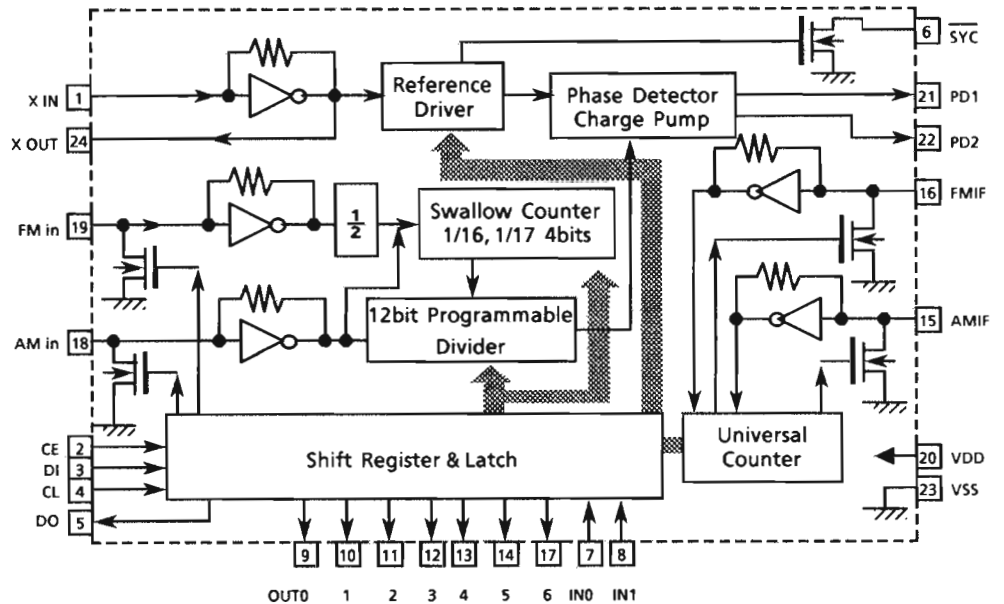 6 SYC
X IN 1
Reference
Driver
Phase Detector
Charge Pump
21 PD1
X OUT 24
22 PD2
16 FMIF
FM in 19
1
2
Swallow Counter
1/16, 1/17 4bits
AM in 18
12bit Programmable
Divider
15 AMIF
CE 2
DI 3
CL 4
DO 5
Shift Register & Latch
Universal
Counter
20 VDD
23 VSS
9 10 11 12 13 14 17 7 8
OUT0 1 2 3 4 5 6 IN0 IN1